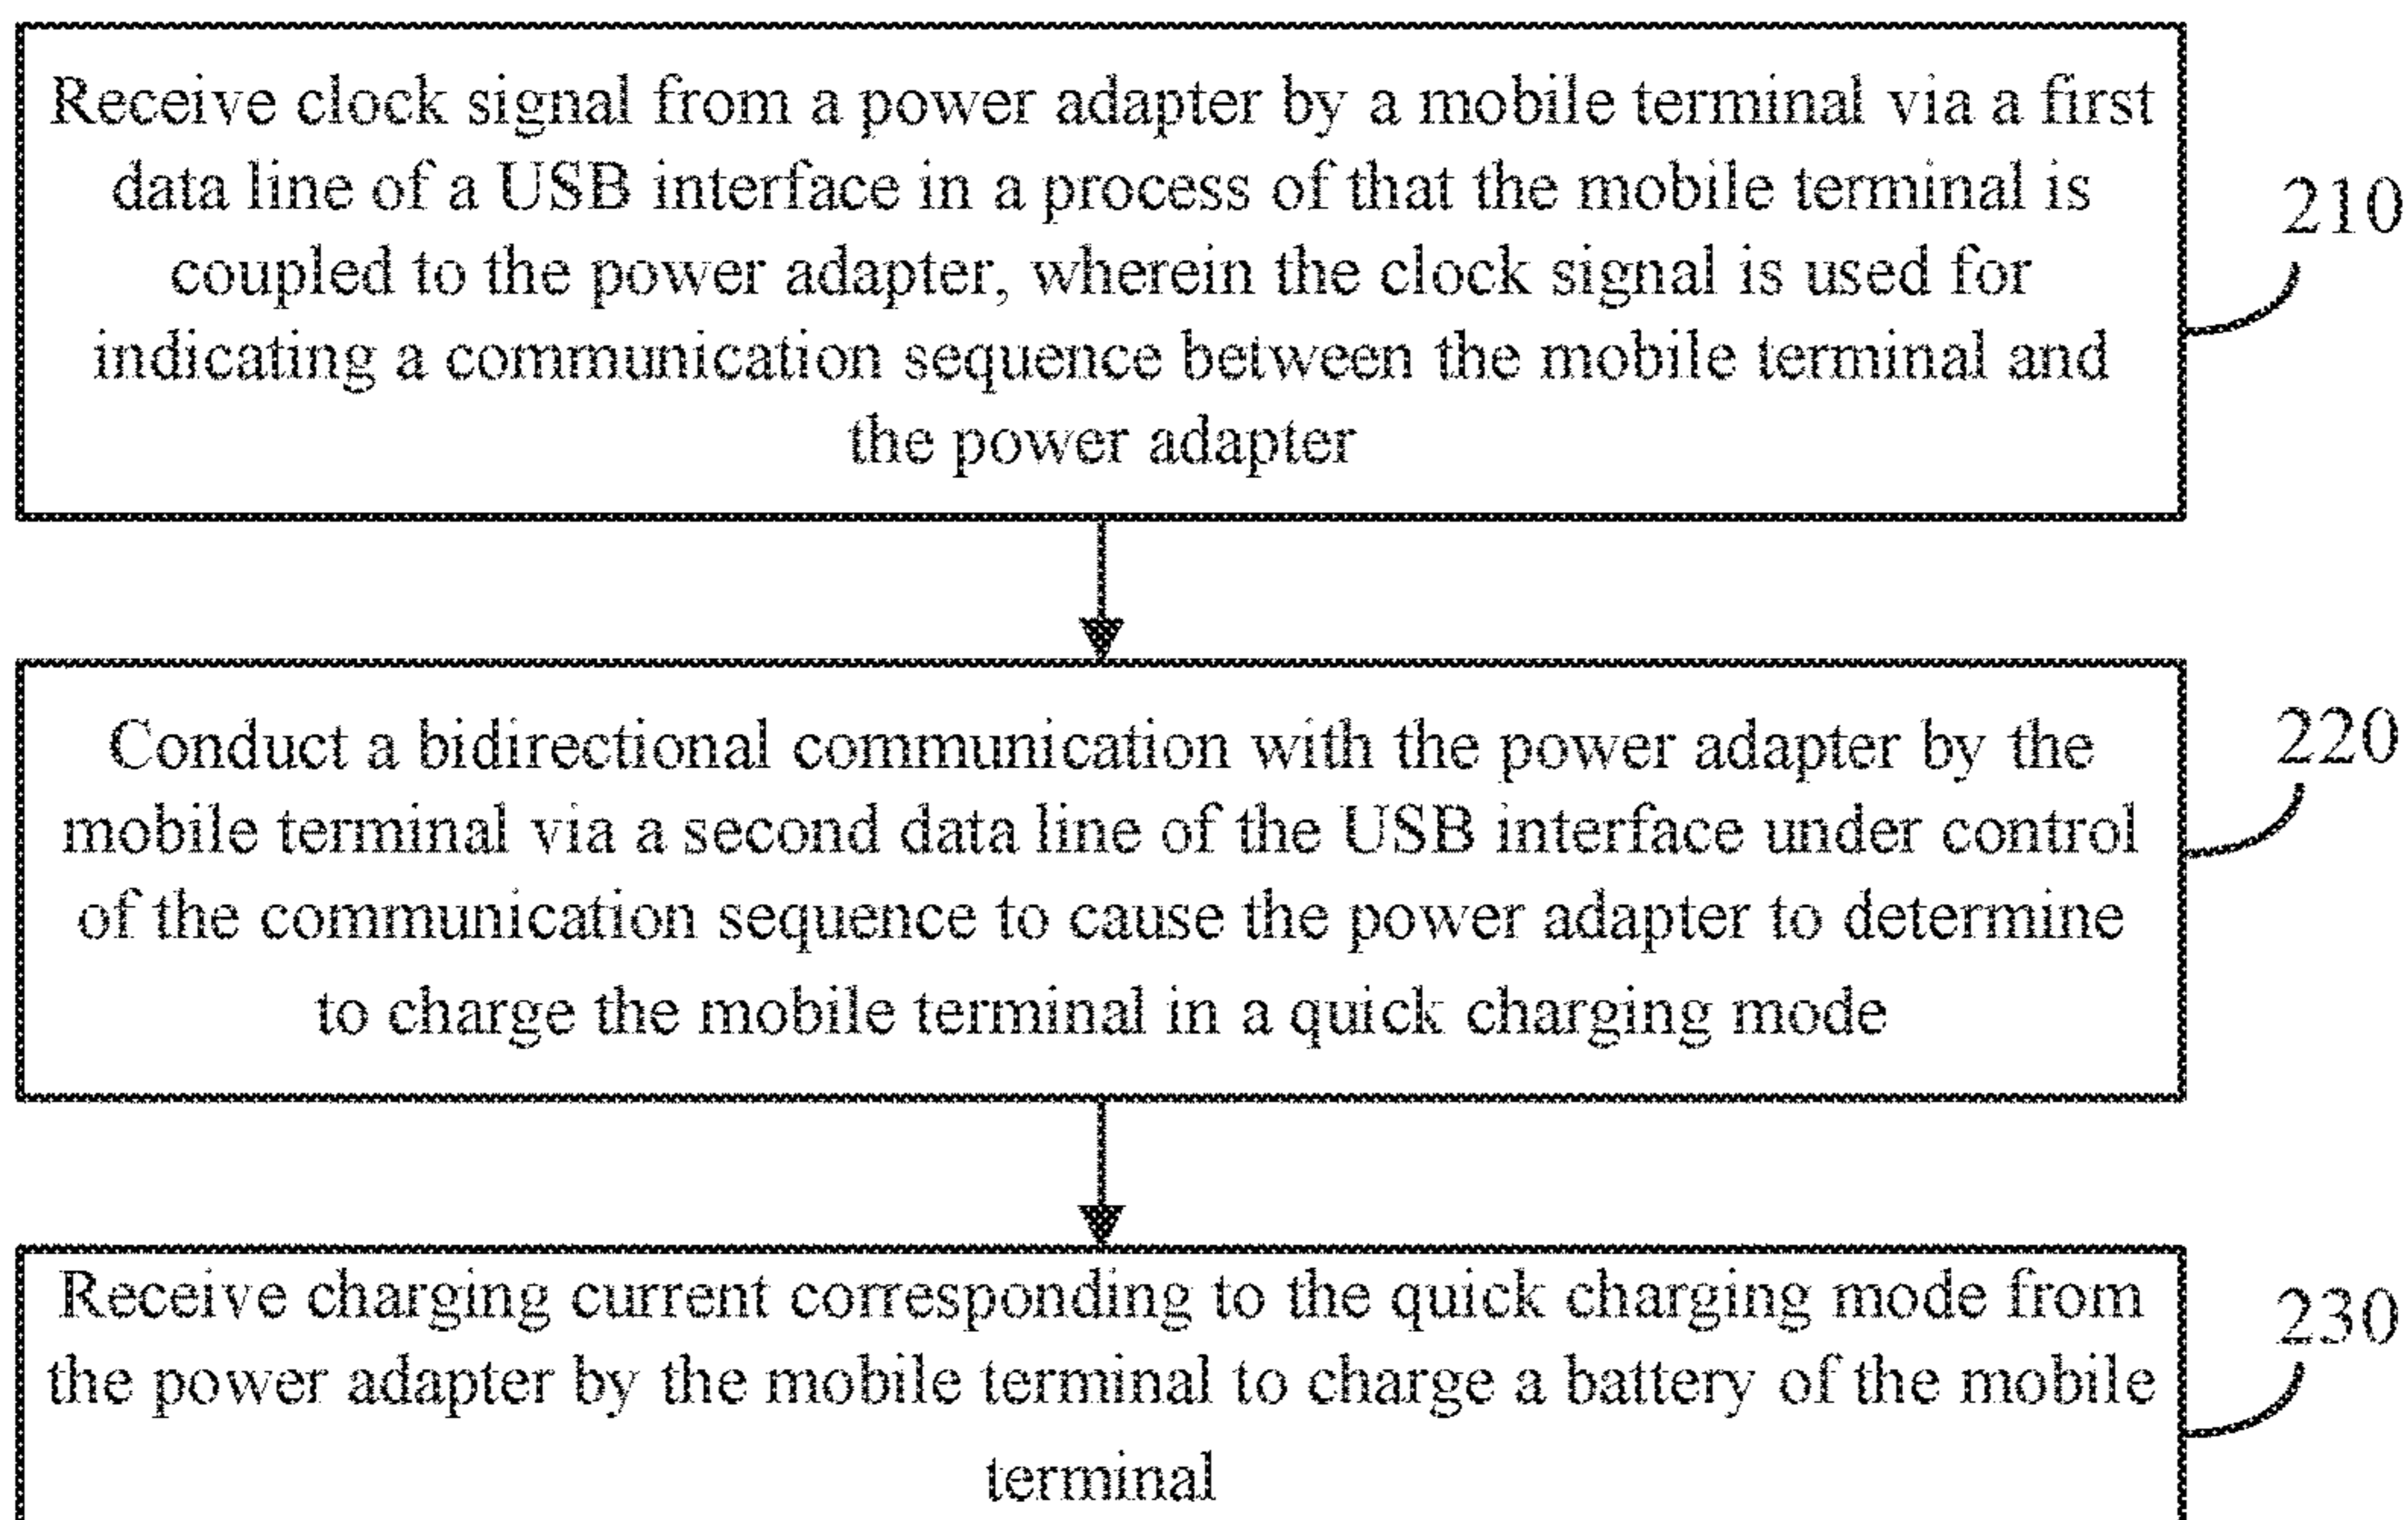 Receive clock signal from a power adapter by a mobile terminal via a first
data line of a USB interface in a process of that the mobile terminal is
coupled to the power adapter, wherein the clock signal is used for
indicating a communication sequence between the mobile terminal and
the power adapter
210
Conduct a bidirectional communication with the power adapter by the
mobile terminal via a second data line of the USB interface under control
of the communication sequence to cause the power adapter to determine
to charge the mobile terminal in a quick charging mode
220
Receive charging current corresponding to the quick charging mode from
the power adapter by the mobile terminal to charge a battery of the mobile
terminal
230